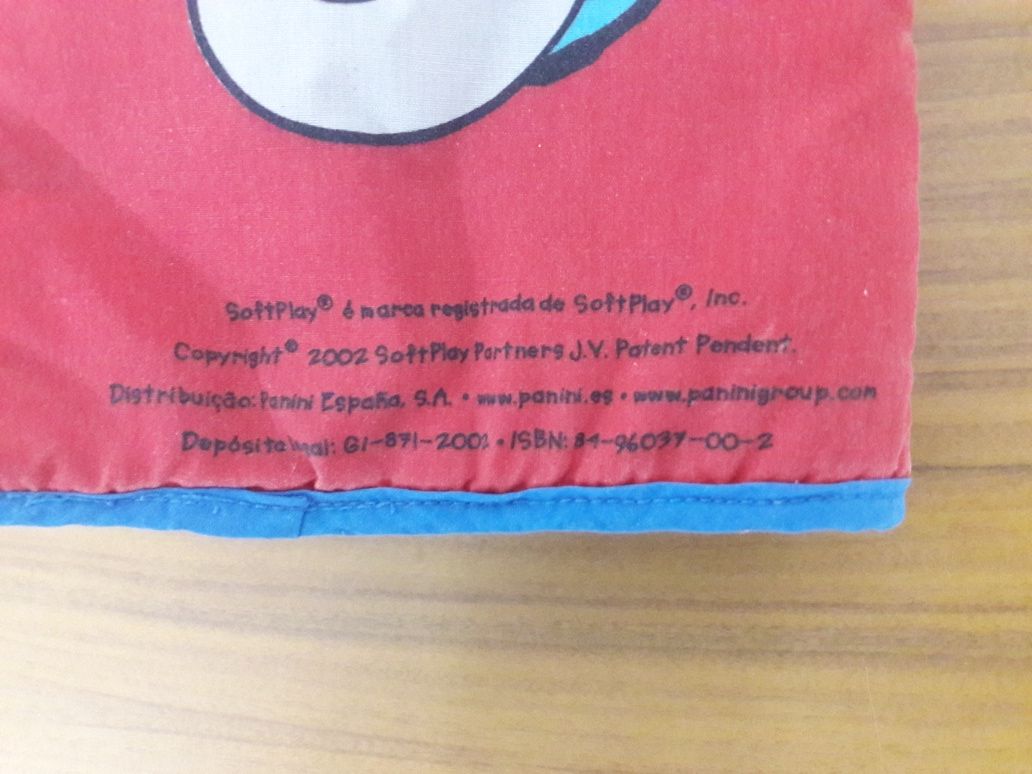 SoftPlay® é marca registrada de SoftPlay®, Inc.
Copyright® 2002 SoftPlay Partners J.V. Patent Pendent.
Distribuição: Panini España, S.A. • www.panini.es • www.paninigroup.com
Depósito legal: GI-871-2002 • ISBN: 84-96037-00-2